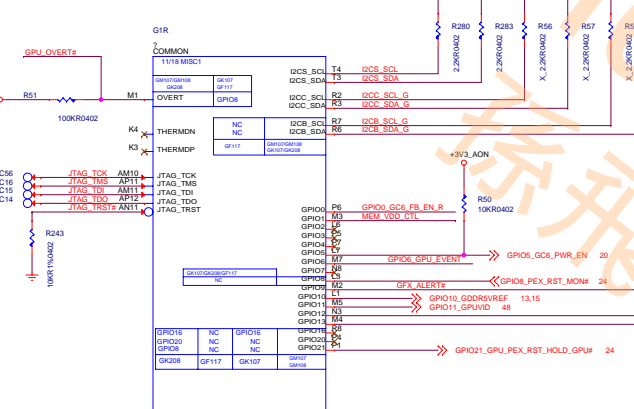 G1R
?
COMMON
11/18 MISC1
GPU_OVERT#
R51
100KR0402
M1
OVERT
GM107/GM108
GK208
GK107
GF117
GPIO8
K4
THERMDN
K3
THERMDP
NC
NC
GF117
GM107/GM108
GK107/GK208
C56
C16
C15
C14
JTAG_TCK AM10 JTAG_TCK
JTAG_TMS AP11 JTAG_TMS
JTAG_TDI AM11 JTAG_TDI
JTAG_TDO AP12 JTAG_TDO
JTAG_TRST# AN11 JTAG_TRST
R243
10KR1%0402
I2CS_SCL T4 I2CS_SCL
I2CS_SDA T3 I2CS_SDA
I2CC_SCL R2 I2CC_SCL_G
I2CC_SDA R3 I2CC_SDA_G
I2CB_SCL R7 I2CB_SCL_G
I2CB_SDA R6 I2CB_SDA_G
R280
2.2KR0402
R283
2.2KR0402
R56
X_2.2KR0402
R57
X_2.2KR0402
X_2.2KR0402
+3V3_AON
R50
10KR0402
GPIO0 P6 GPIO0_GC6_FB_EN_R
GPIO1 M3 MEM_VDD_CTL
GPIO2 L6
GPIO3
GPIO4
GPIO5 GPIO5_GC6_PWR_EN 20
GPIO6 M7 GPIO6_GPU_EVENT
GPIO7 N8
GPIO8 L3 GPIO8_PEX_RST_MON# 24
GPIO9 M2 GFX_ALERT#
GPIO10 L1 GPIO10_GDDR5VREF 13,15
GPIO11 M5 GPIO11_GPUVID 48
GPIO12 N3
GPIO13 M4
GPIO16 R8
GPIO20
GPIO21 GPIO21_GPU_PEX_RST_HOLD_GPU# 24
GK107/GK208/GF117
NC
GPIO16 NC GPIO16
GPIO20 NC NC
GPIO8 NC NC
GK208 GF117 GK107
GM107
GM108